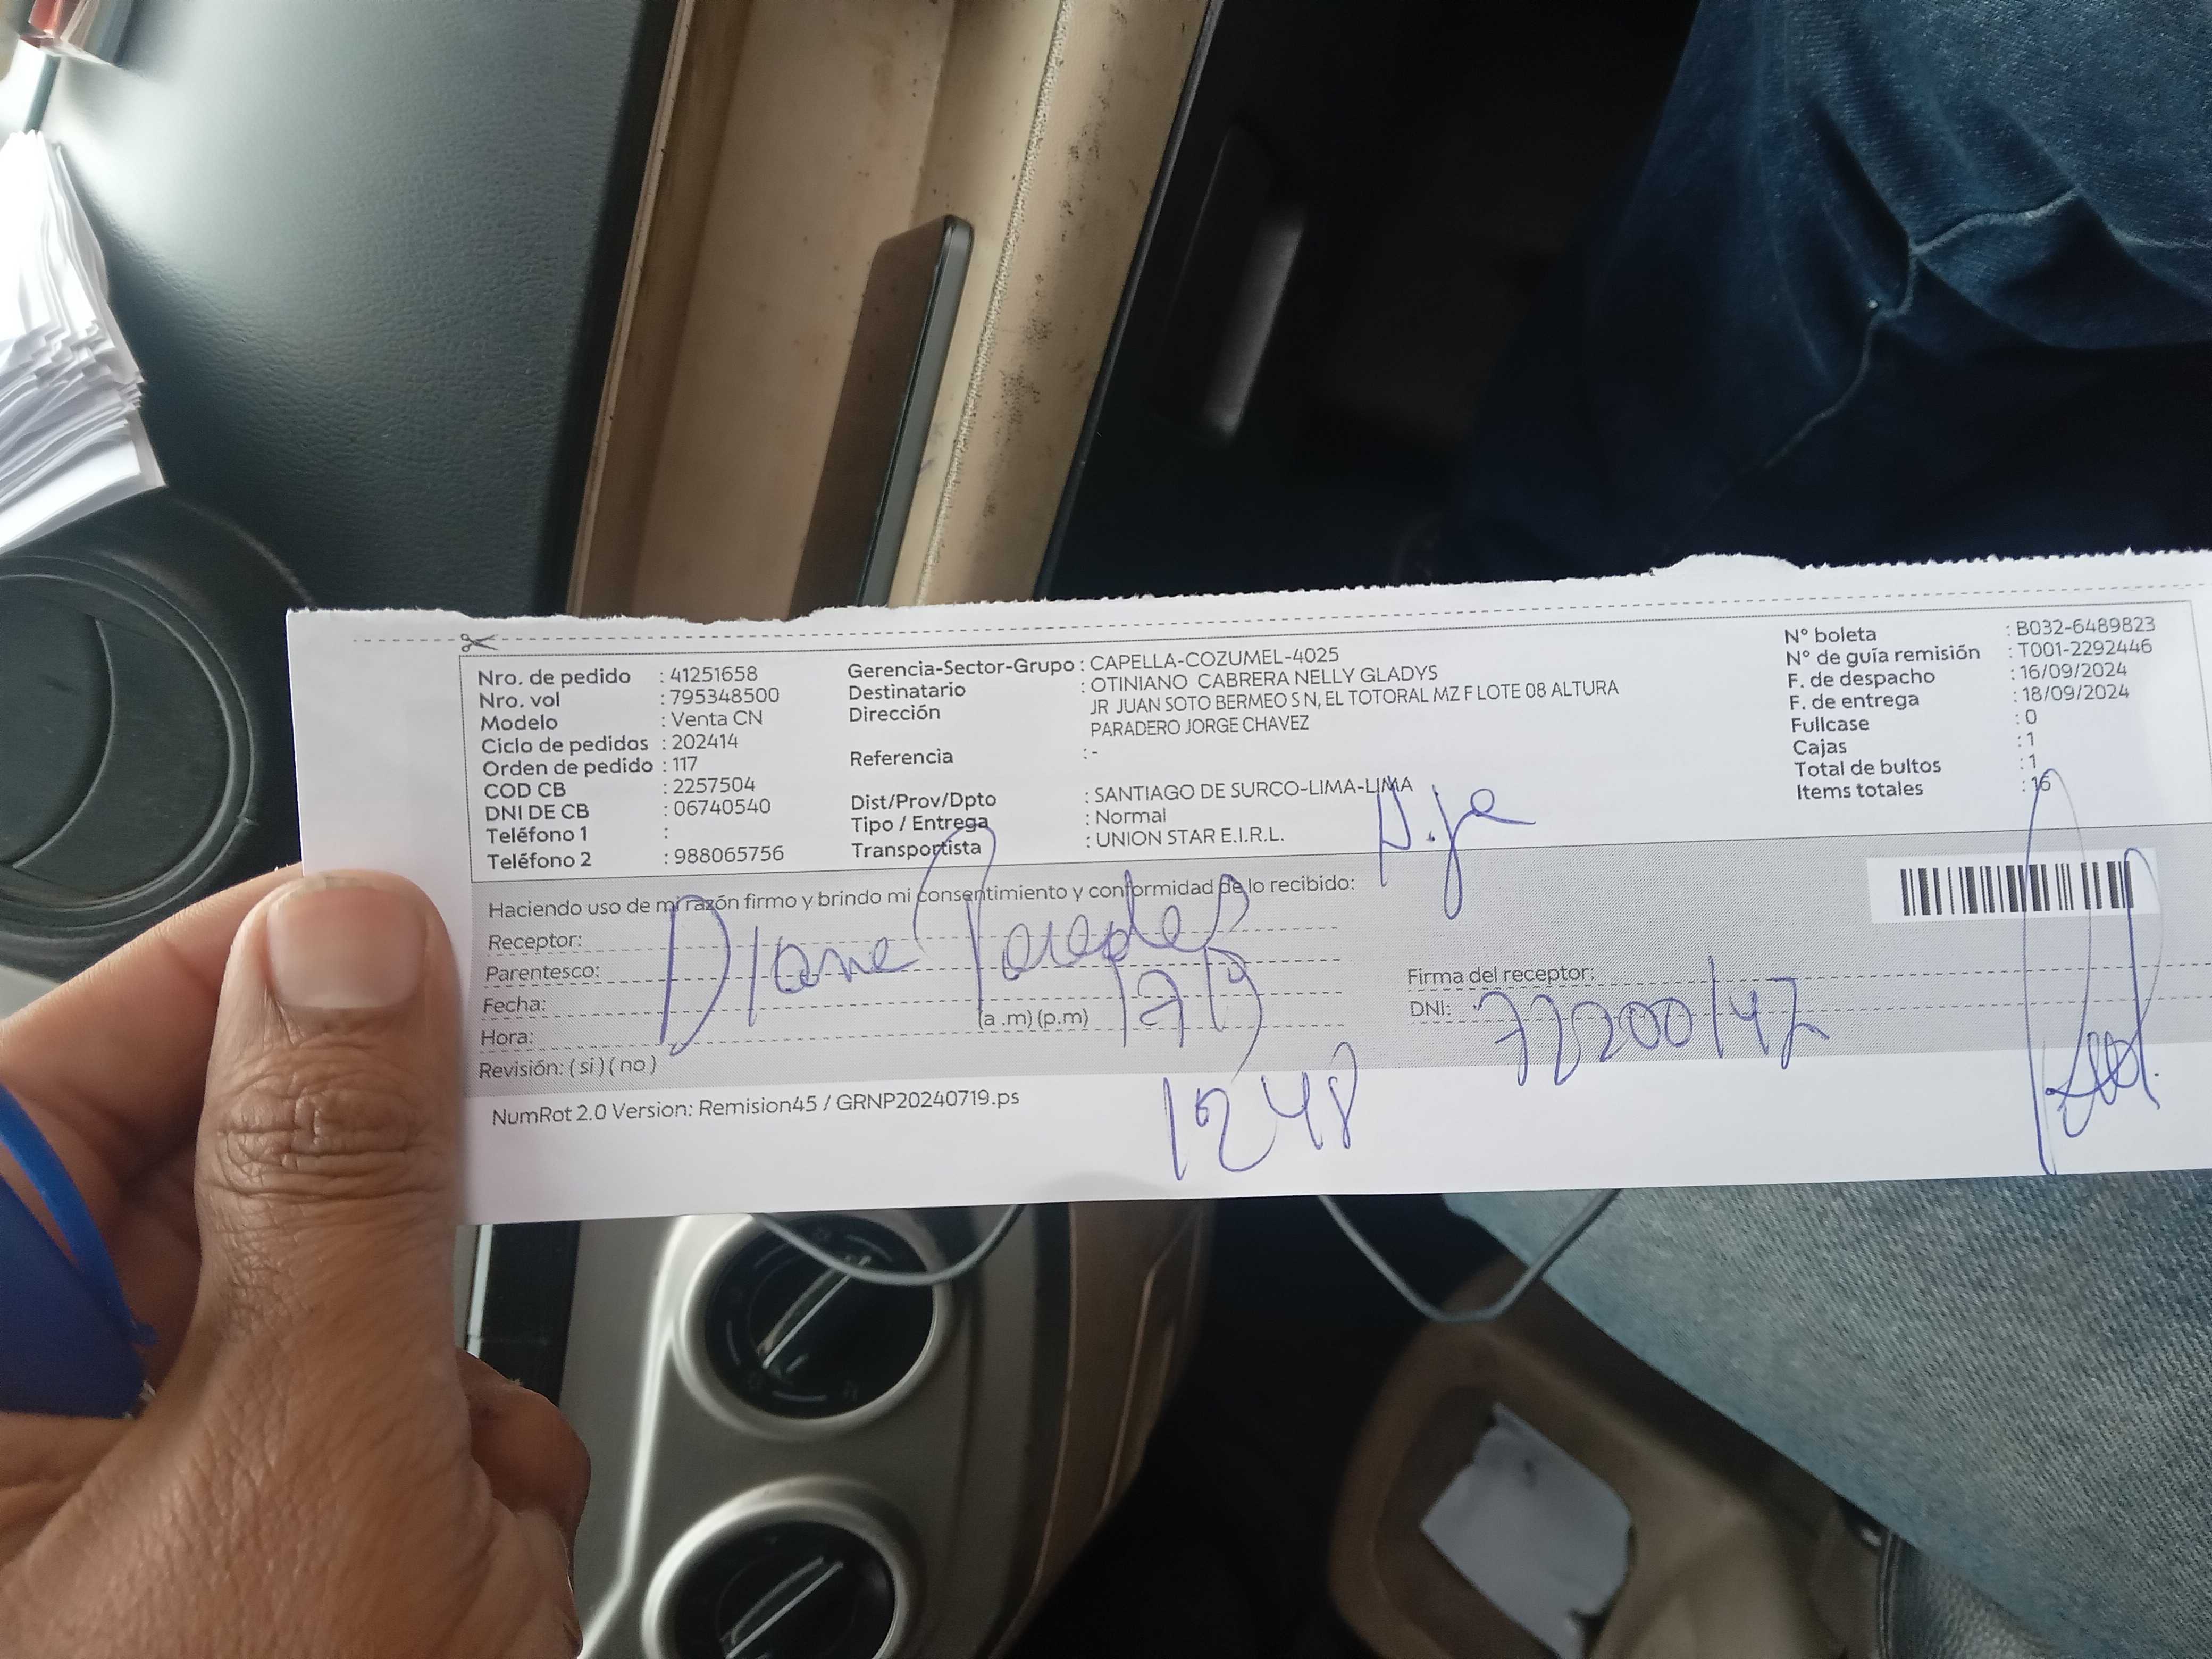 Nro. de pedido : 41251658
Nro. vol : 795348500
Modelo : Venta CN
Ciclo de pedidos : 202414
Orden de pedido : 117
COD CB : 2257504
DNI DE CB : 06740540
Teléfono 1 :
Teléfono 2 : 988065756
Gerencia-Sector-Grupo : CAPELLA-COZUMEL-4025
Destinatario : OTINIANO CABRERA NELLY GLADYS
Dirección JR JUAN SOTO BERMEO S N, EL TOTORAL MZ F LOTE 08 ALTURA
PARADERO JORGE CHAVEZ
Referencia : -
Dist/Prov/Dpto : SANTIAGO DE SURCO-LIMA-LIMA
Tipo / Entrega : Normal
Transportista : UNION STAR E.I.R.L.
N° boleta : B032-6489823
N° de guía remisión : T001-2292446
F. de despacho : 16/09/2024
F. de entrega : 18/09/2024
Fullcase : 0
Cajas : 1
Total de bultos : 1
Items totales : 16
Haciendo uso de mi razón firmo y brindo mi consentimiento y conformidad de lo recibido:
Receptor:
Parentesco:
Fecha:
Hora: (a .m) (p.m)
Revisión: ( si ) ( no )
Paredes
17/9
1248
Firma del receptor:
DNI:
NumRot 2.0 Version: Remision45 / GRNP20240719.ps